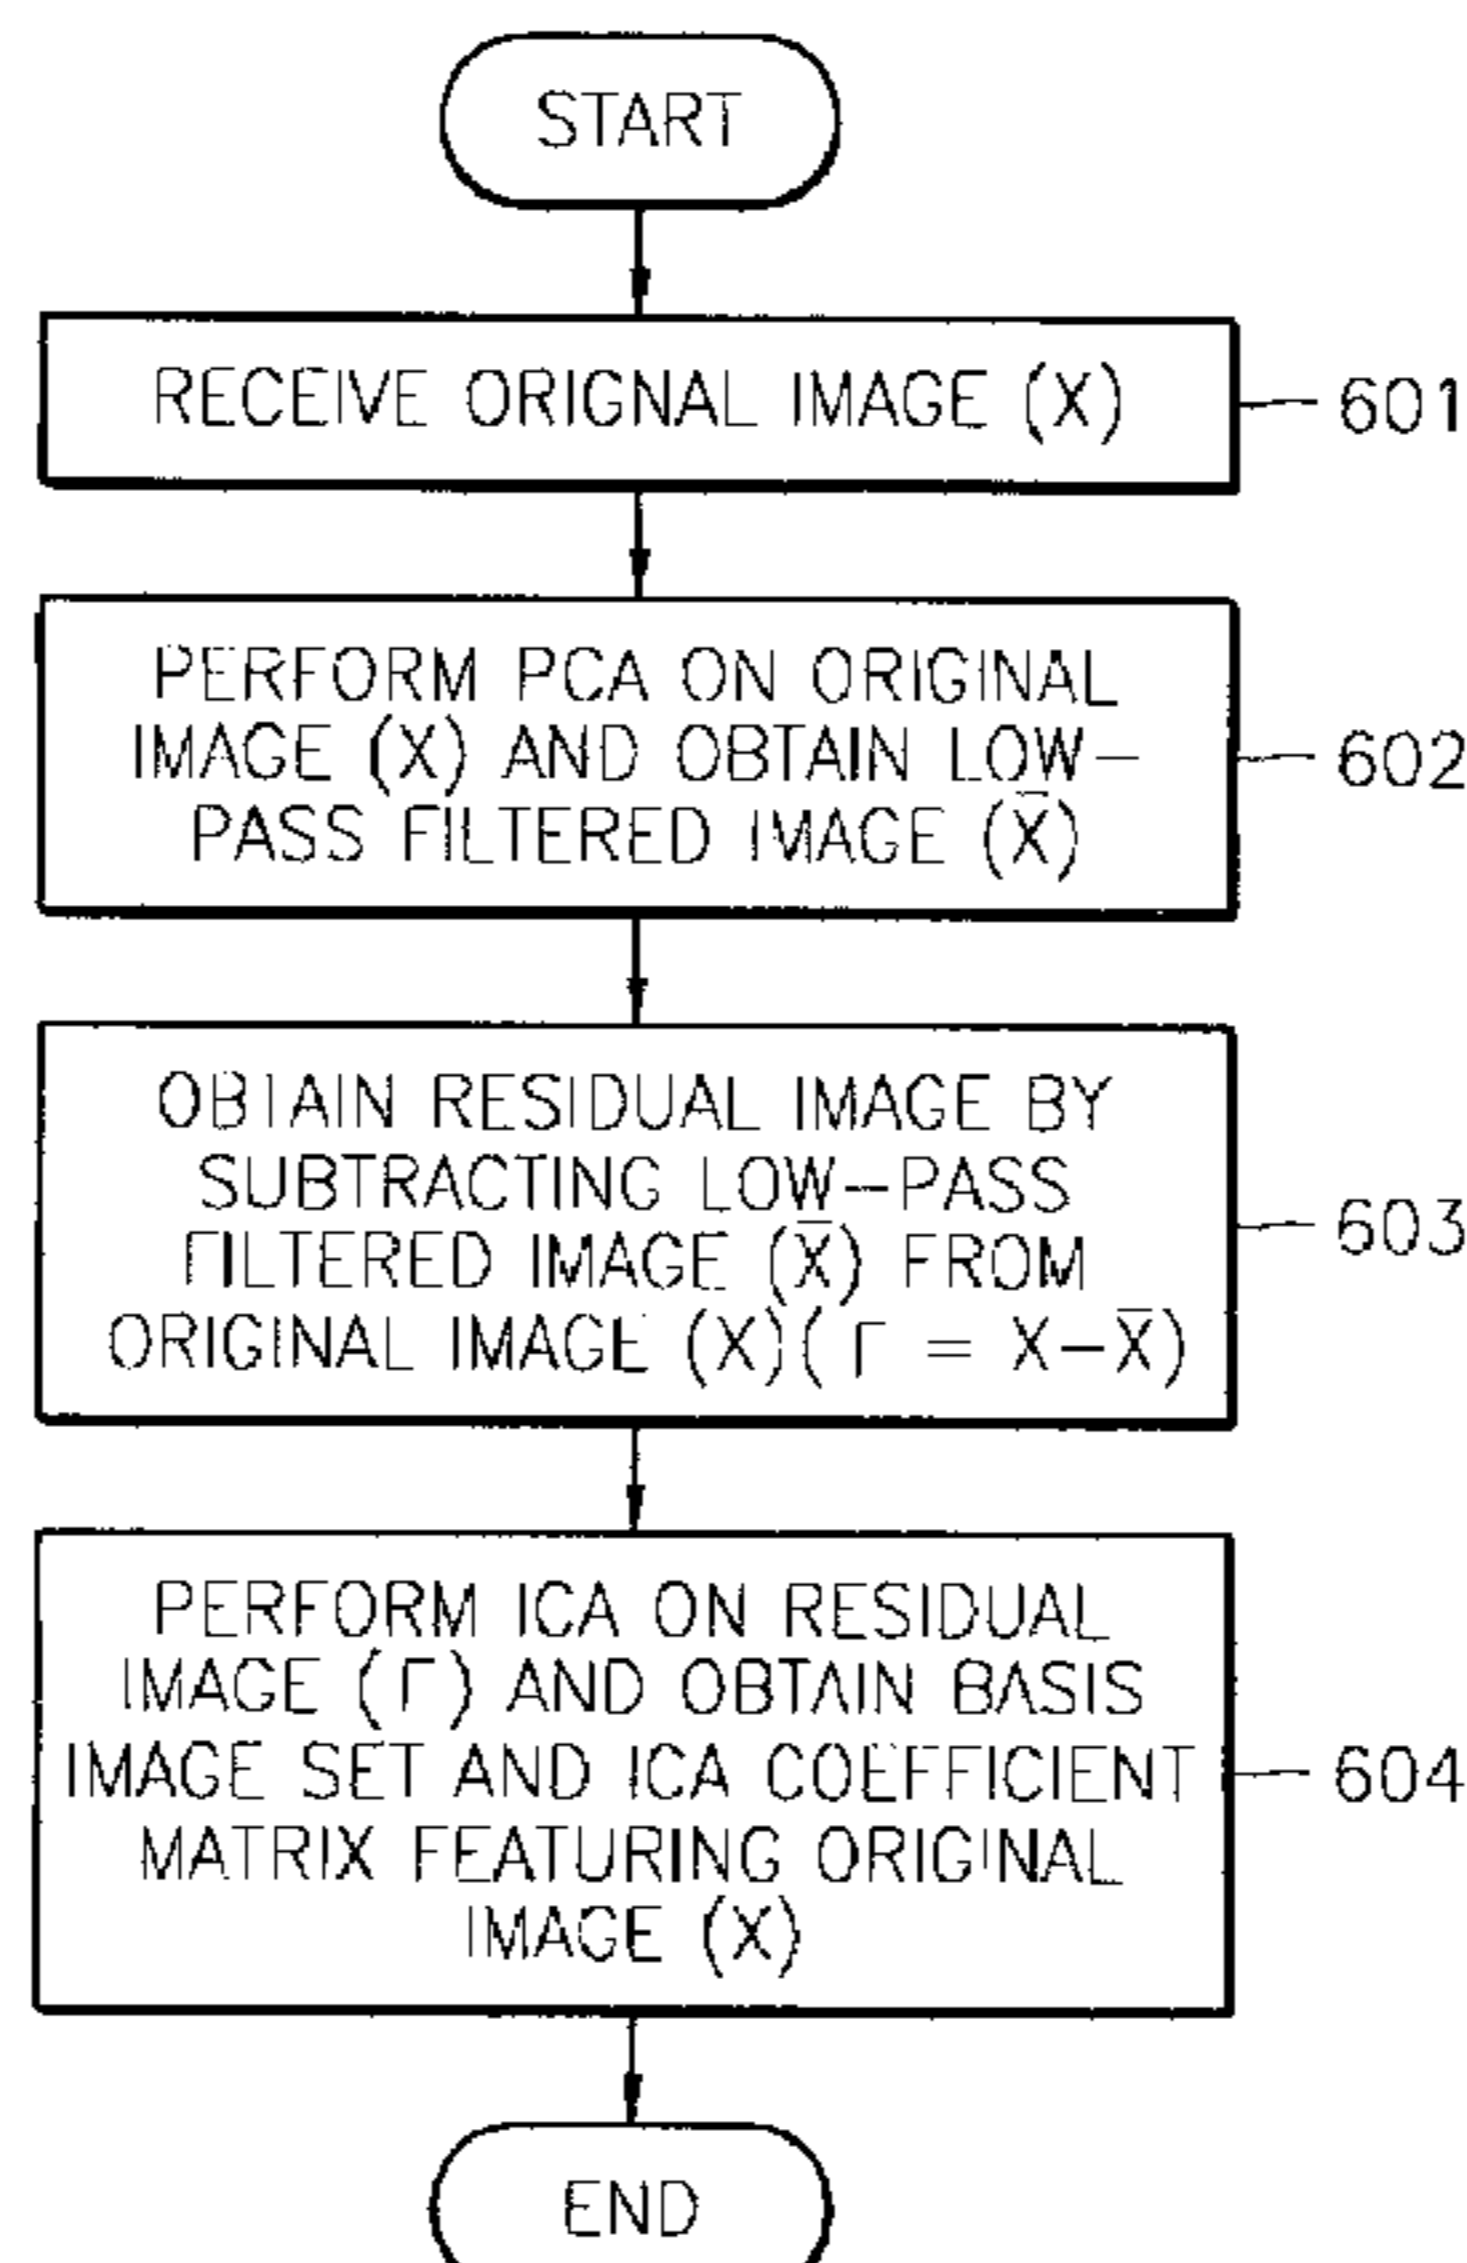 START
RECEIVE ORIGNAL IMAGE (X)
601
PERFORM PCA ON ORIGINAL
IMAGE (X) AND OBTAIN LOW-
PASS FILTERED IMAGE (X̄)
602
OBTAIN RESIDUAL IMAGE BY
SUBTRACTING LOW-PASS
FILTERED IMAGE (X̄) FROM
ORIGINAL IMAGE (X)(Γ = X-X̄)
603
PERFORM ICA ON RESIDUAL
IMAGE (Γ) AND OBTAIN BASIS
IMAGE SET AND ICA COEFFICIENT
MATRIX FEATURING ORIGINAL
IMAGE (X)
604
END